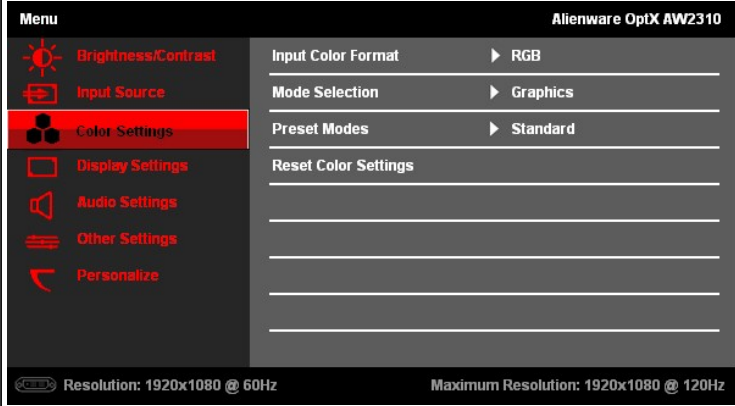 Menu Alienware OptX AW2310
Brightness/Contrast Input Color Format RGB
Input Source Mode Selection Graphics
Color Settings Preset Modes Standard
Display Settings Reset Color Settings
Audio Settings
Other Settings
Personalize
Resolution: 1920x1080 @ 60Hz Maximum Resolution: 1920x1080 @ 120Hz